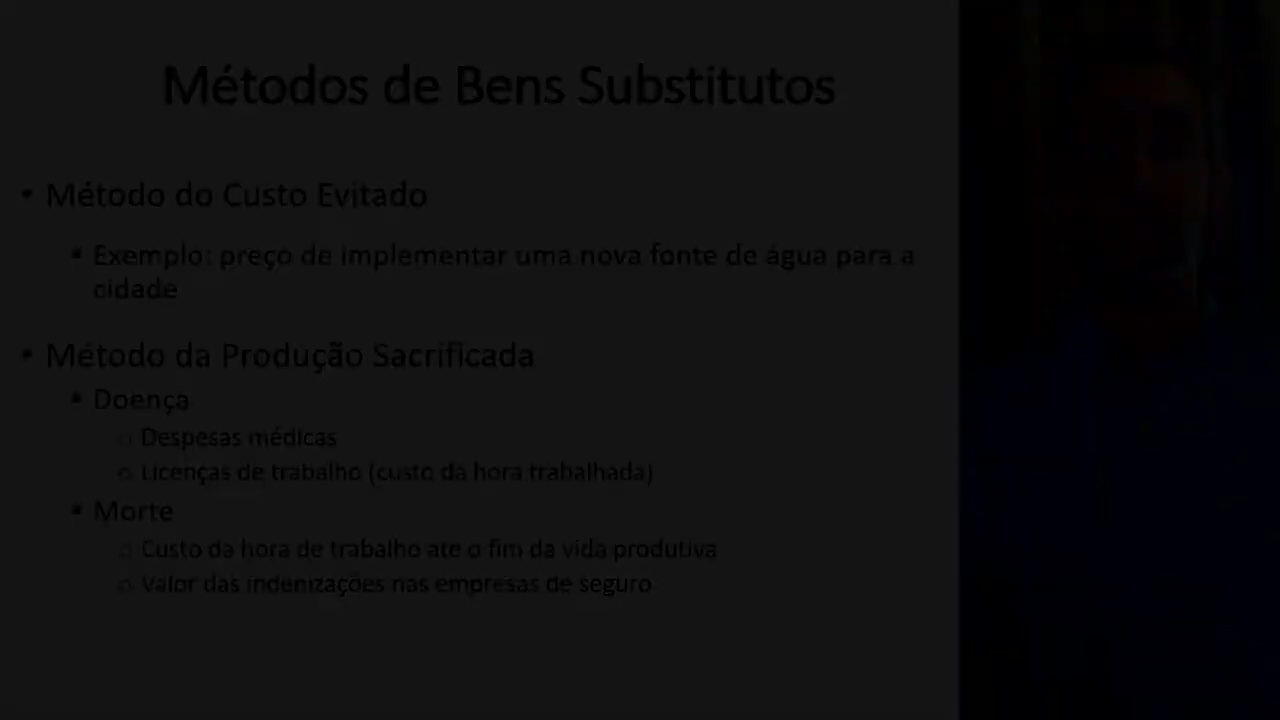 Métodos de Bens Substitutos
• Método do Custo Evitado
▪ Exemplo: preço de implementar uma nova fonte de água para a
cidade
• Método da Produção Sacrificada
▪ Doença
o Despesas médicas
o Licenças de trabalho (custo da hora trabalhada)
▪ Morte
o Custo da hora de trabalho ate o fim da vida produtiva
o Valor das indenizações nas empresas de seguro